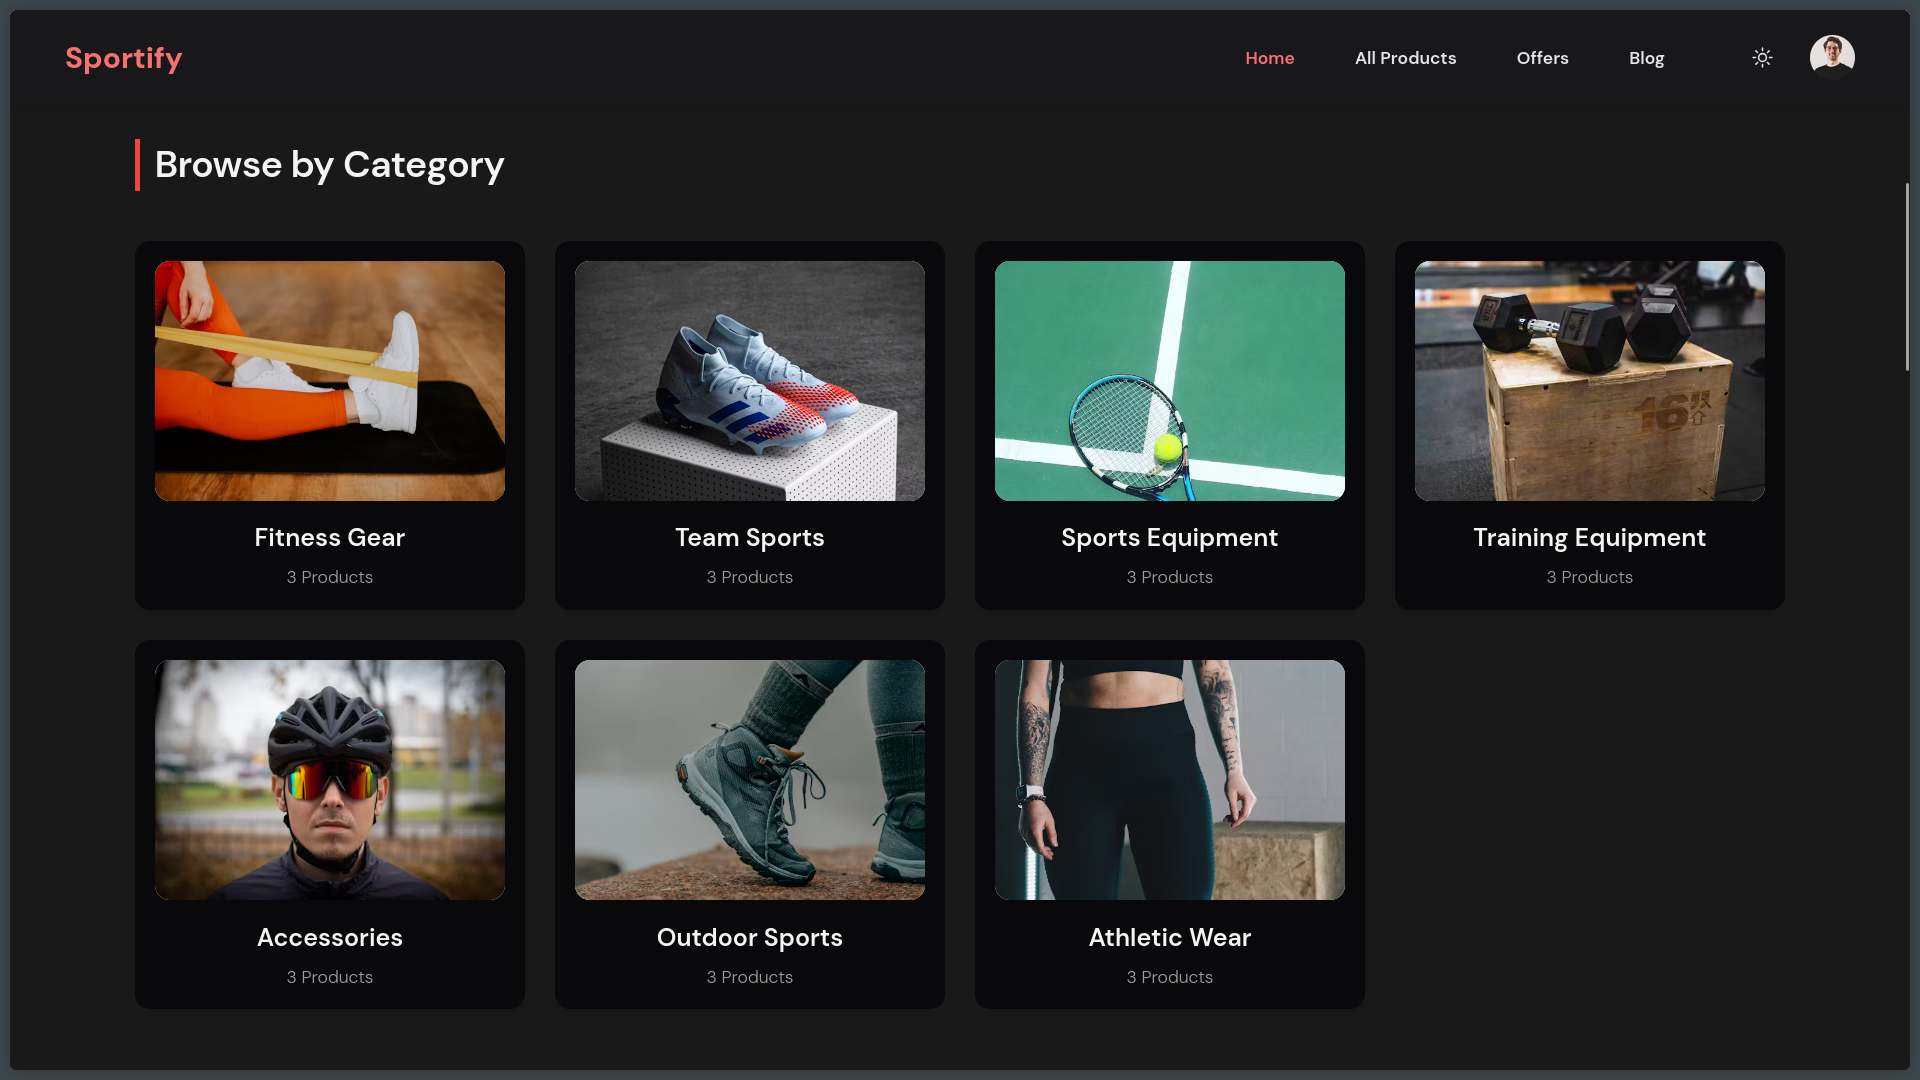 Sportify
Home
All Products
Offers
Blog
Browse by Category
Fitness Gear
3 Products
Team Sports
3 Products
Sports Equipment
3 Products
16"
Training Equipment
3 Products
Accessories
3 Products
Outdoor Sports
3 Products
Athletic Wear
3 Products